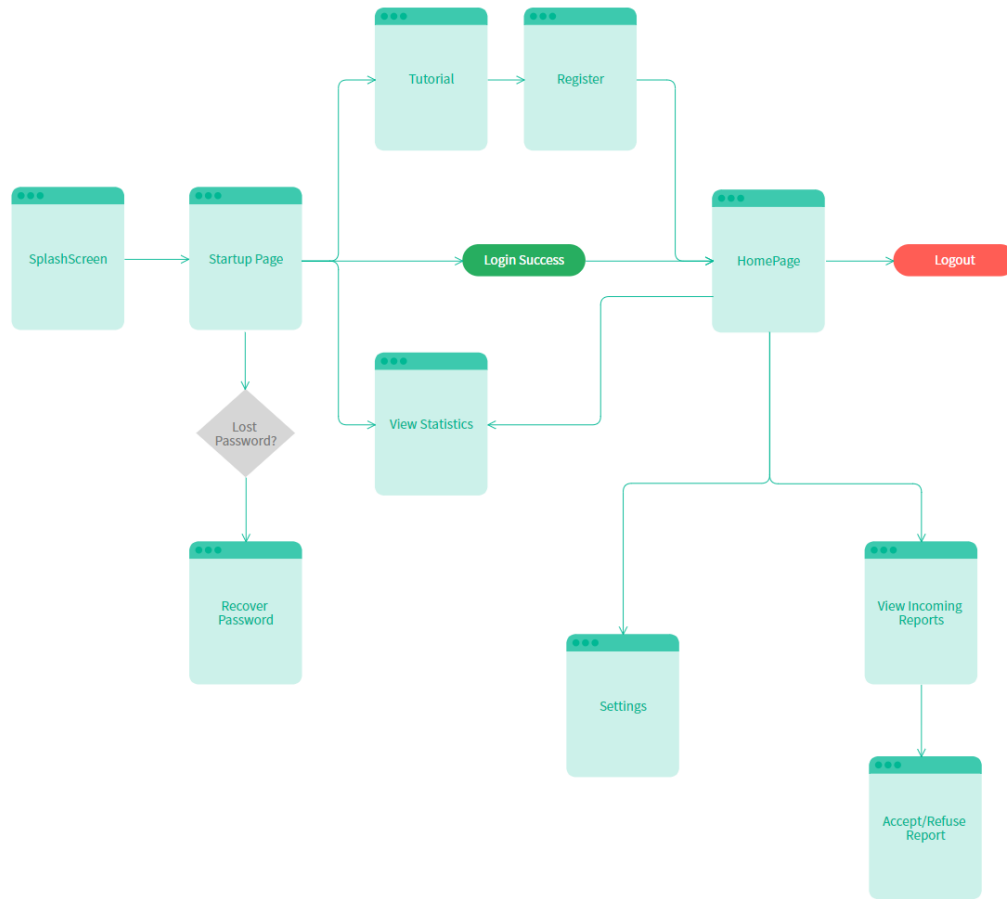 Tutorial
Register
SplashScreen
Startup Page
Login Success
HomePage
Logout
View Statistics
Lost
Password?
Recover
Password
View Incoming
Reports
Settings
Accept/Refuse
Report